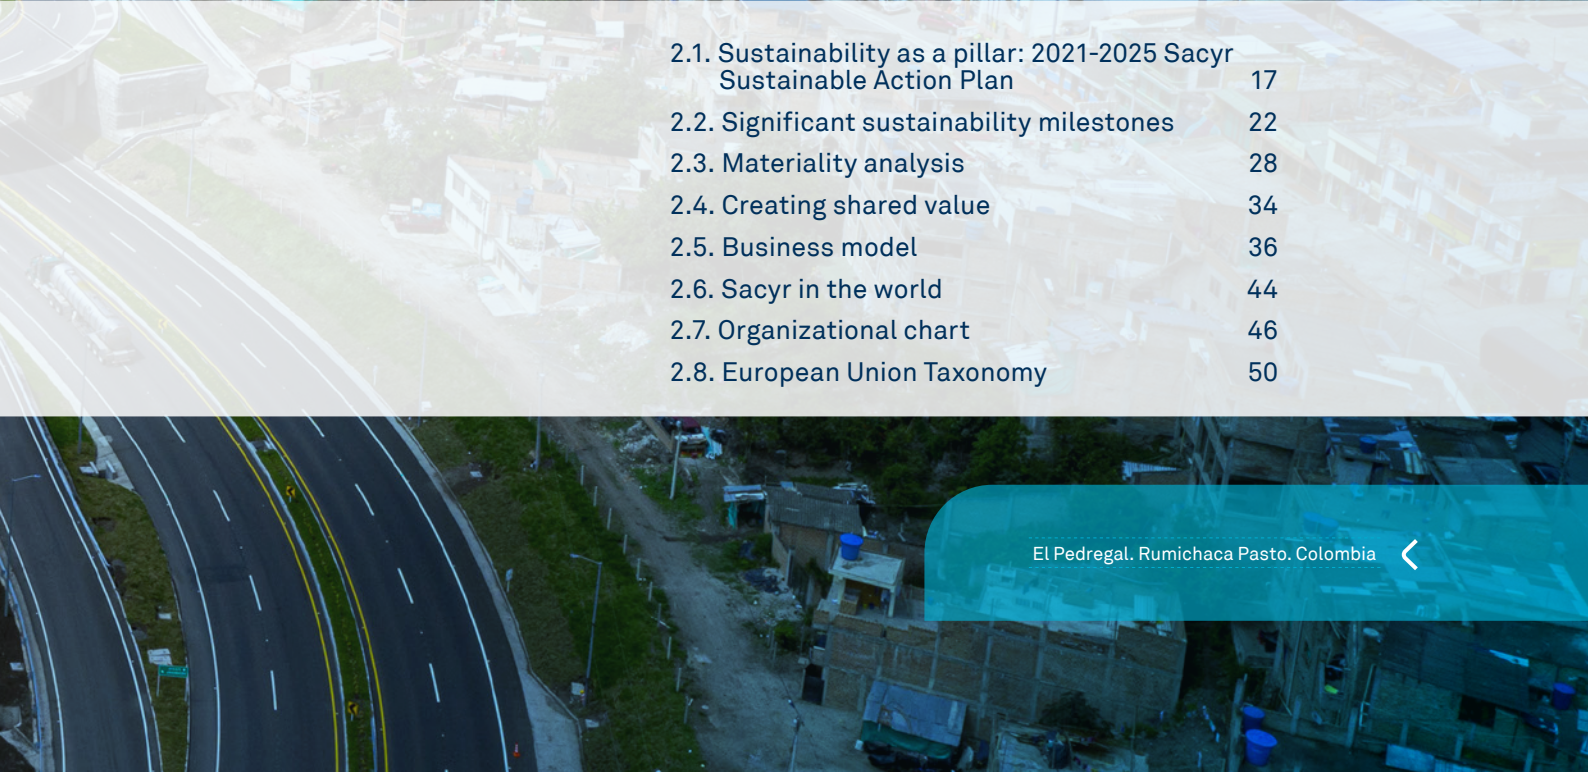 2.1. Sustainability as a pillar: 2021-2025 Sacyr
Sustainable Action Plan 17
2.2. Significant sustainability milestones 22
2.3. Materiality analysis 28
2.4. Creating shared value 34
2.5. Business model 36
2.6. Sacyr in the world 44
2.7. Organizational chart 46
2.8. European Union Taxonomy 50
El Pedregal. Rumichaca Pasto. Colombia